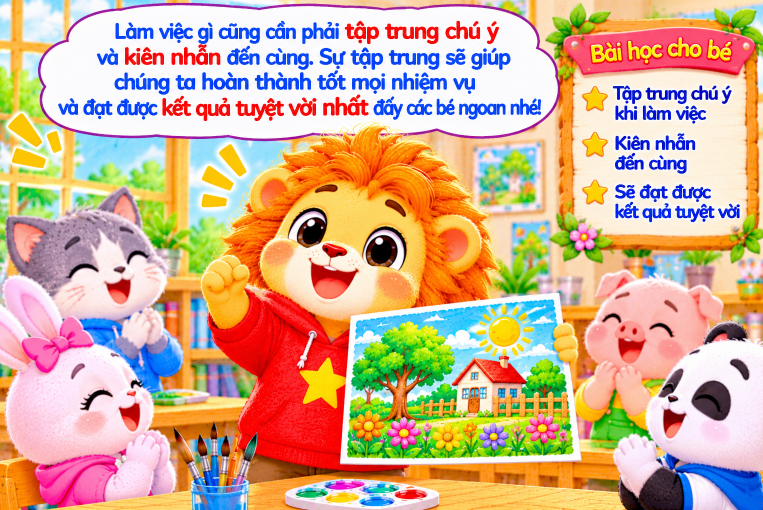 Làm việc gì cũng cần phải tập trung chú ý
và kiên nhẫn đến cùng. Sự tập trung sẽ giúp
chúng ta hoàn thành tốt mọi nhiệm vụ
và đạt được kết quả tuyệt vời nhất đấy các bé ngoan nhé!
Bài học cho bé
Tập trung chú ý
khi làm việc
Kiên nhẫn
đến cùng
Sẽ đạt được
kết quả tuyệt vời